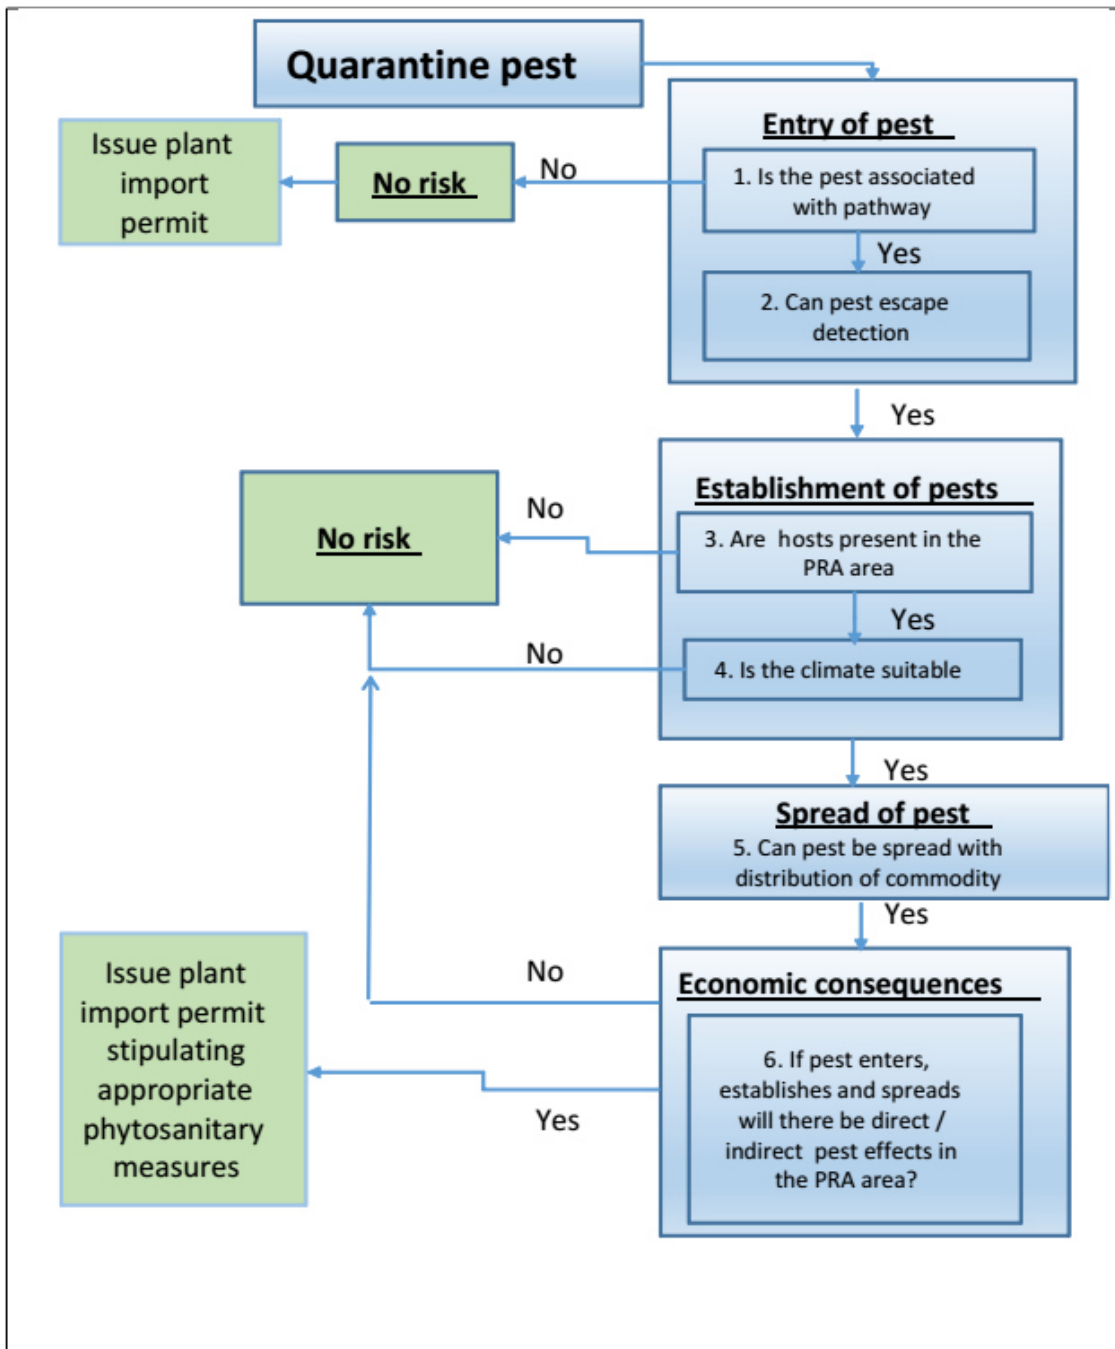 Quarantine pest
Entry of pest
1. Is the pest associated
with pathway
No
No risk
Issue plant
import
permit
Yes
2. Can pest escape
detection
Yes
Establishment of pests
3. Are hosts present in the
PRA area
No
No risk
Yes
4. Is the climate suitable
No
Yes
Spread of pest
5. Can pest be spread with
distribution of commodity
Yes
Economic consequences
6. If pest enters,
establishes and spreads
will there be direct /
indirect pest effects in
the PRA area?
No
Yes
Issue plant
import permit
stipulating
appropriate
phytosanitary
measures